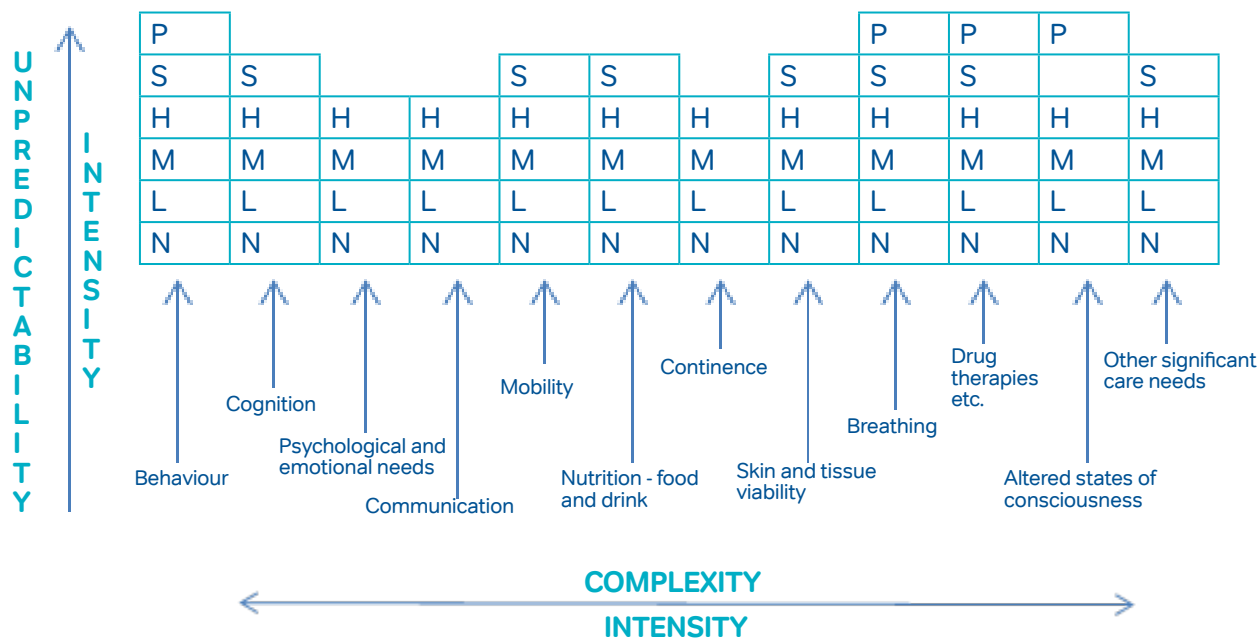 UNPREDICTABILITY
INTENSITY
P P P P
S S S S S S S S
H H H H H H H H H H H H
M M M M M M M M M M M M
L L L L L L L L L L L L
N N N N N N N N N N N N
Behaviour
Cognition
Psychological and
emotional needs
Communication
Mobility
Nutrition - food
and drink
Continence
Skin and tissue
viability
Breathing
Drug
therapies
etc.
Altered states of
consciousness
Other significant
care needs
COMPLEXITY
INTENSITY